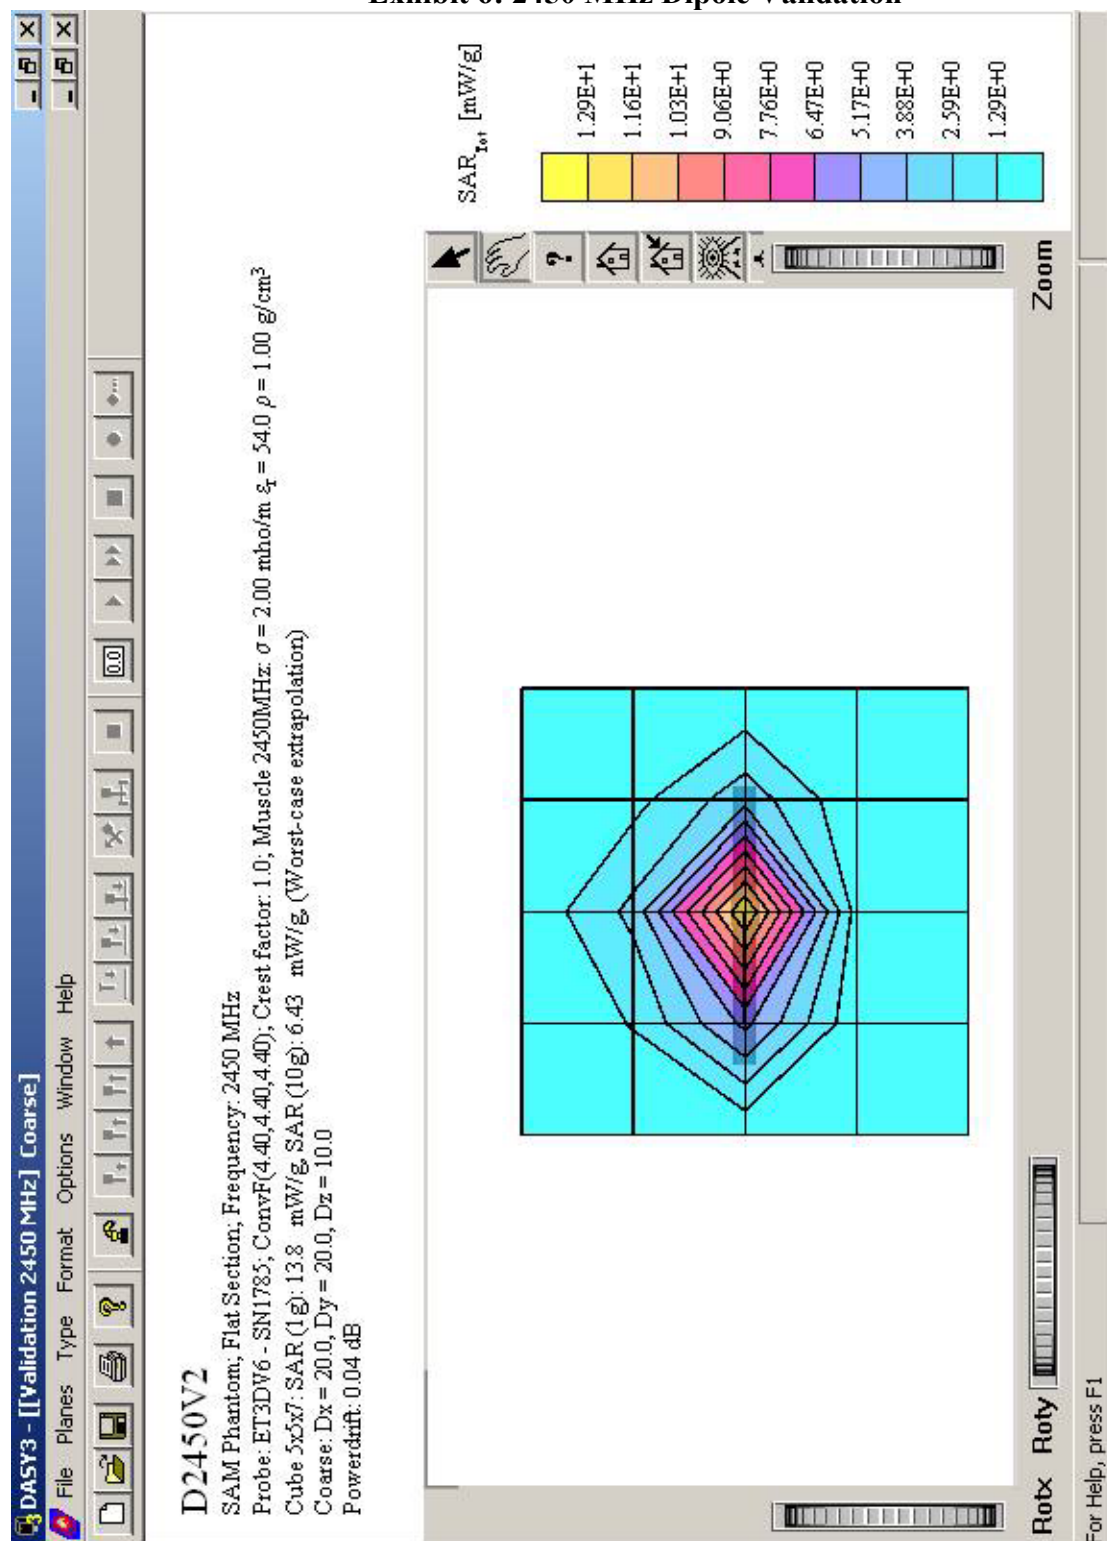 Exhibit 6: 2450 MHz Dipole Validation
DASY3 - [[Validation 2450 MHz] Coarse]
File Planes Type Format Options Window Help
0.0
D2450V2
SAM Phantom; Flat Section; Frequency: 2450 MHz
Probe: ET3DV6 - SN1785; ConvF(4.40,4.40,4.40); Crest factor: 1.0; Muscle 2450MHz: σ = 2.00 mho/m εr = 54.0 ρ = 1.00 g/cm³
Cube 5x5x7: SAR (1g): 13.8 mW/g, SAR (10g): 6.43 mW/g, (Worst-case extrapolation)
Coarse: Dx = 20.0, Dy = 20.0, Dz = 10.0
Powerdrift: 0.04 dB
SARTot [mW/g]
1.29E+1
1.16E+1
1.03E+1
9.06E+0
7.76E+0
6.47E+0
5.17E+0
3.88E+0
2.59E+0
1.29E+0
Rotx Roty Zoom
For Help, press F1